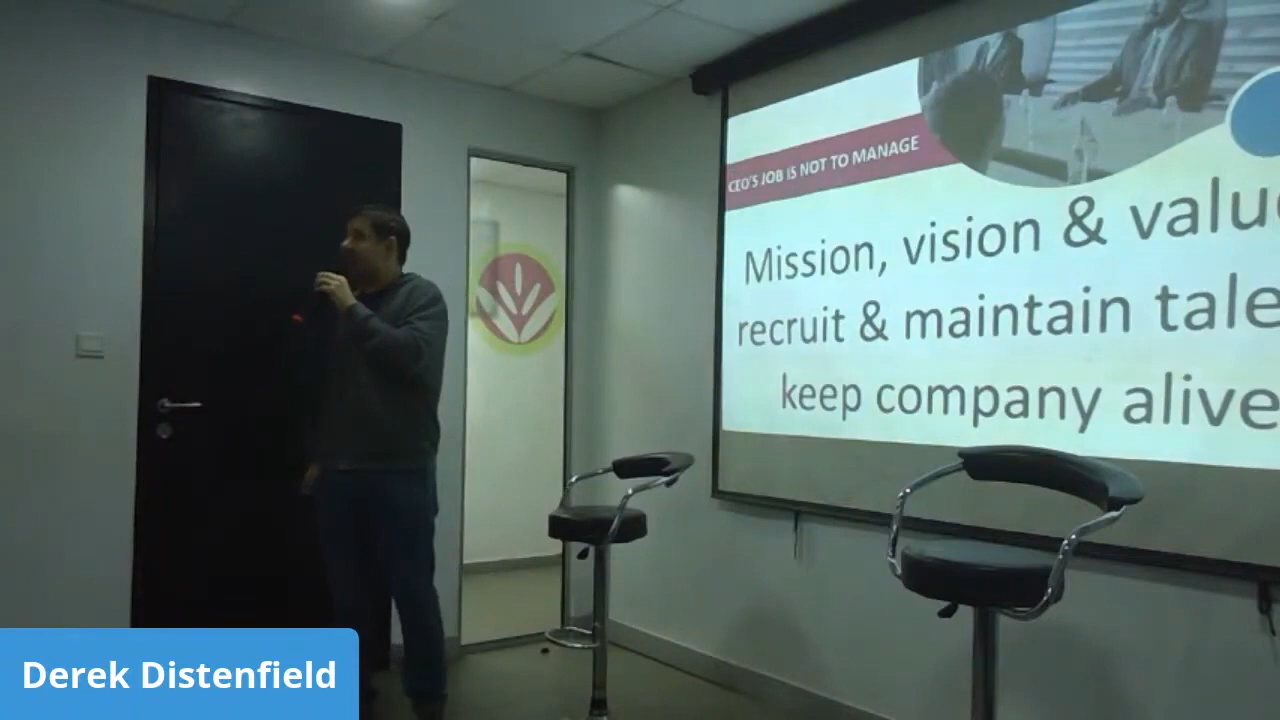 CEO'S JOB IS NOT TO MANAGE
Mission, vision & valu
recruit & maintain tale
keep company alive
Derek Distenfield